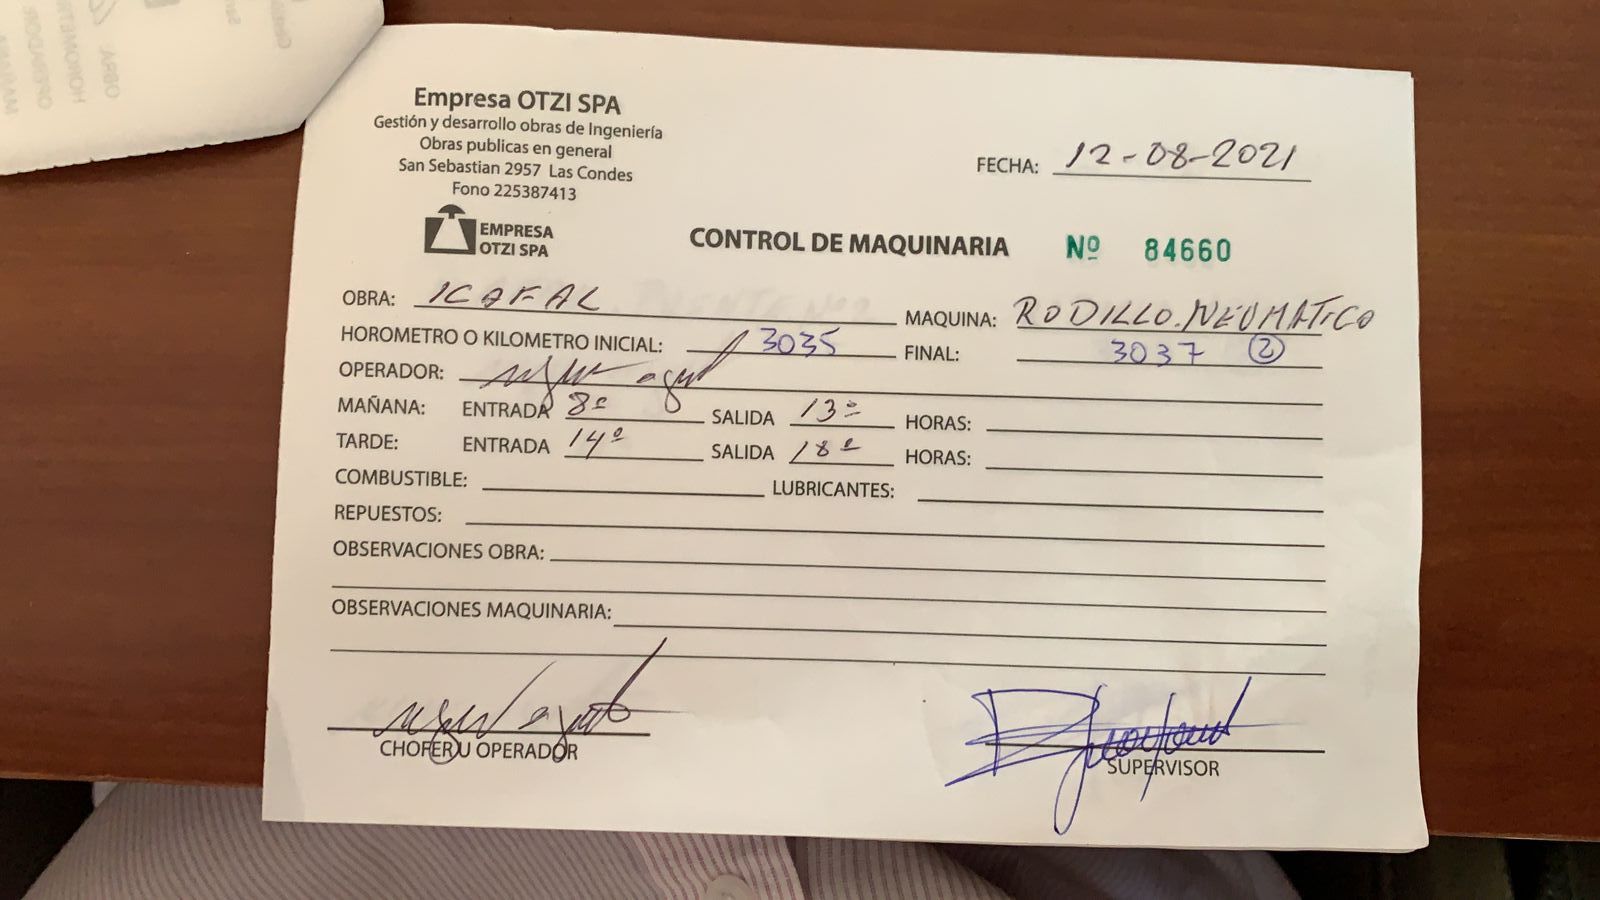 Empresa OTZI SPA
Gestión y desarrollo obras de Ingeniería
Obras publicas en general
San Sebastian 2957 Las Condes
Fono 225387413
FECHA: 12-08-2021
EMPRESA
OTZI SPA
CONTROL DE MAQUINARIA Nº 84660
OBRA: ICAFAL MAQUINA: RODILLO.NEUMATICO
HOROMETRO O KILOMETRO INICIAL: 3035 FINAL: 3037 (2)
OPERADOR:
MAÑANA: ENTRADA 8º SALIDA 13º HORAS:
TARDE: ENTRADA 14º SALIDA 18º HORAS:
COMBUSTIBLE: LUBRICANTES:
REPUESTOS:
OBSERVACIONES OBRA:
OBSERVACIONES MAQUINARIA:
CHOFER U OPERADOR SUPERVISOR